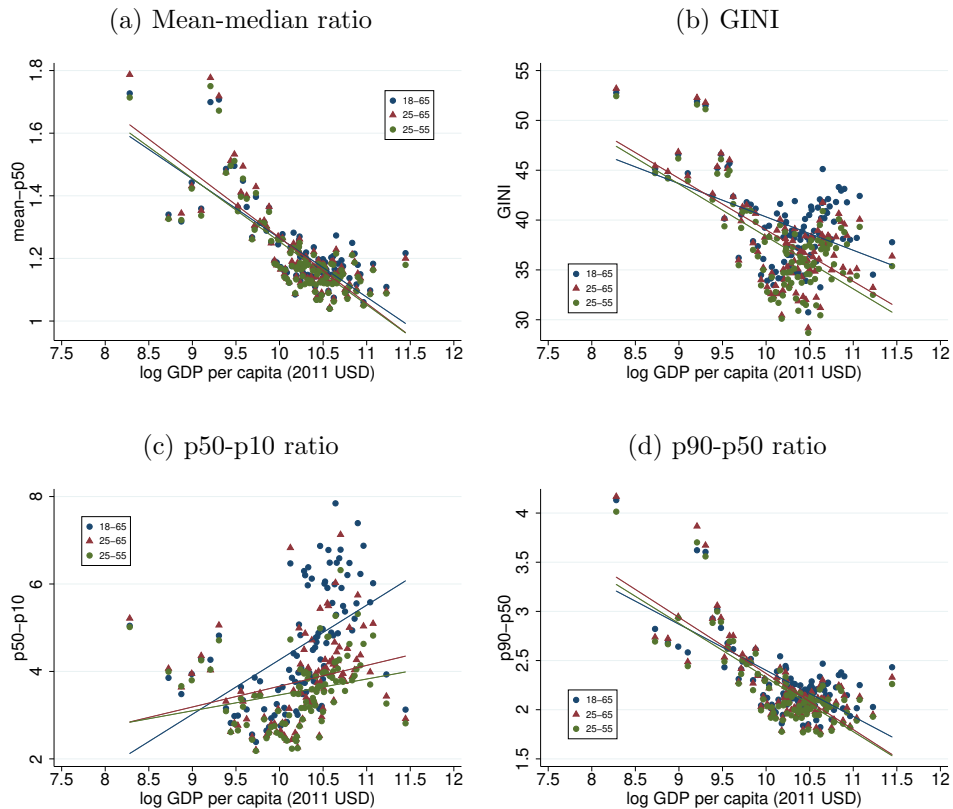 (a) Mean-median ratio
mean−p50
1.8
1.6
1.4
1.2
1
18−65
25−65
25−55
7.5 8 8.5 9 9.5 10 10.5 11 11.5 12
log GDP per capita (2011 USD)
(b) GINI
GINI
55
50
45
40
35
30
18−65
25−65
25−55
7.5 8 8.5 9 9.5 10 10.5 11 11.5 12
log GDP per capita (2011 USD)
(c) p50-p10 ratio
p50−p10
8
6
4
2
18−65
25−65
25−55
7.5 8 8.5 9 9.5 10 10.5 11 11.5 12
log GDP per capita (2011 USD)
(d) p90-p50 ratio
p90−p50
4
3.5
3
2.5
2
1.5
18−65
25−65
25−55
7.5 8 8.5 9 9.5 10 10.5 11 11.5 12
log GDP per capita (2011 USD)